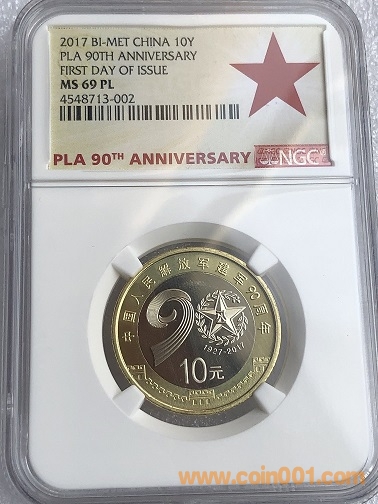 2017 BI-MET CHINA 10Y
PLA 90TH ANNIVERSARY
FIRST DAY OF ISSUE
MS 69 PL
4548713-002
PLA 90TH ANNIVERSARY
NGC
中国人民解放军建军90周年
90
1927-2017
10元
www.coin001.com